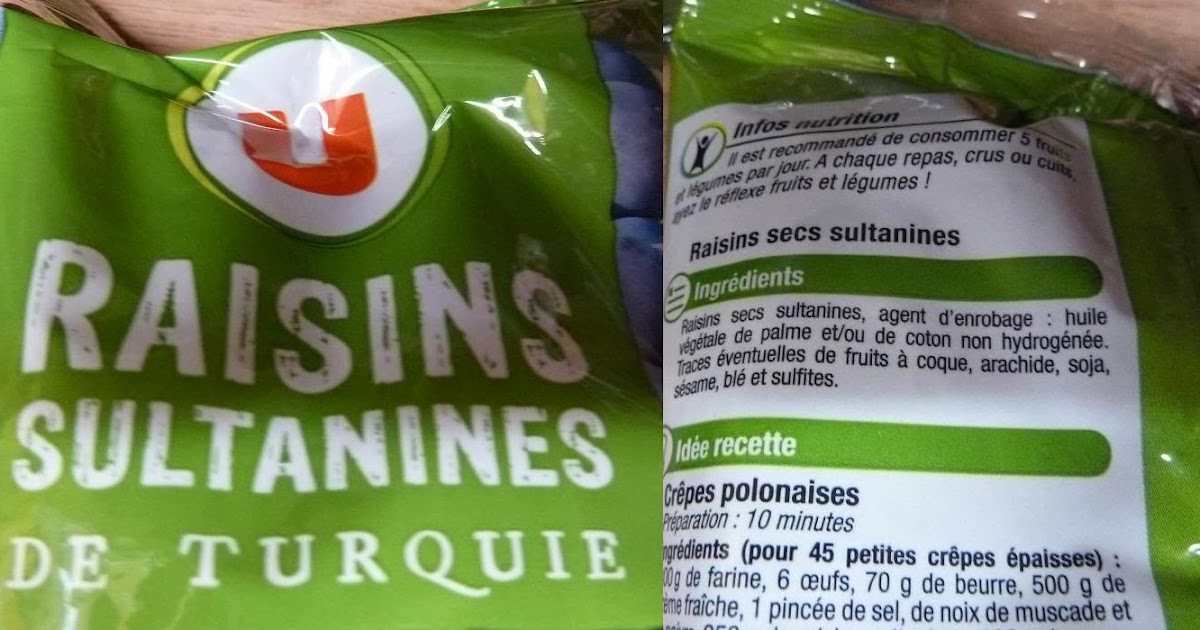 U
RAISINS
SULTANINES
DE TURQUIE
Infos nutrition
Il est recommandé de consommer 5 fruits
et légumes par jour. A chaque repas, crus ou cuits,
ayez le réflexe fruits et légumes !
Raisins secs sultanines
Ingrédients
Raisins secs sultanines, agent d'enrobage : huile
végétale de palme et/ou de coton non hydrogénée.
Traces éventuelles de fruits à coque, arachide, soja,
sésame, blé et sulfites.
Idée recette
Crêpes polonaises
Préparation : 10 minutes
ngrédients (pour 45 petites crêpes épaisses) :
00g de farine, 6 œufs, 70 g de beurre, 500 g de
ème fraîche, 1 pincée de sel, de noix de muscade et